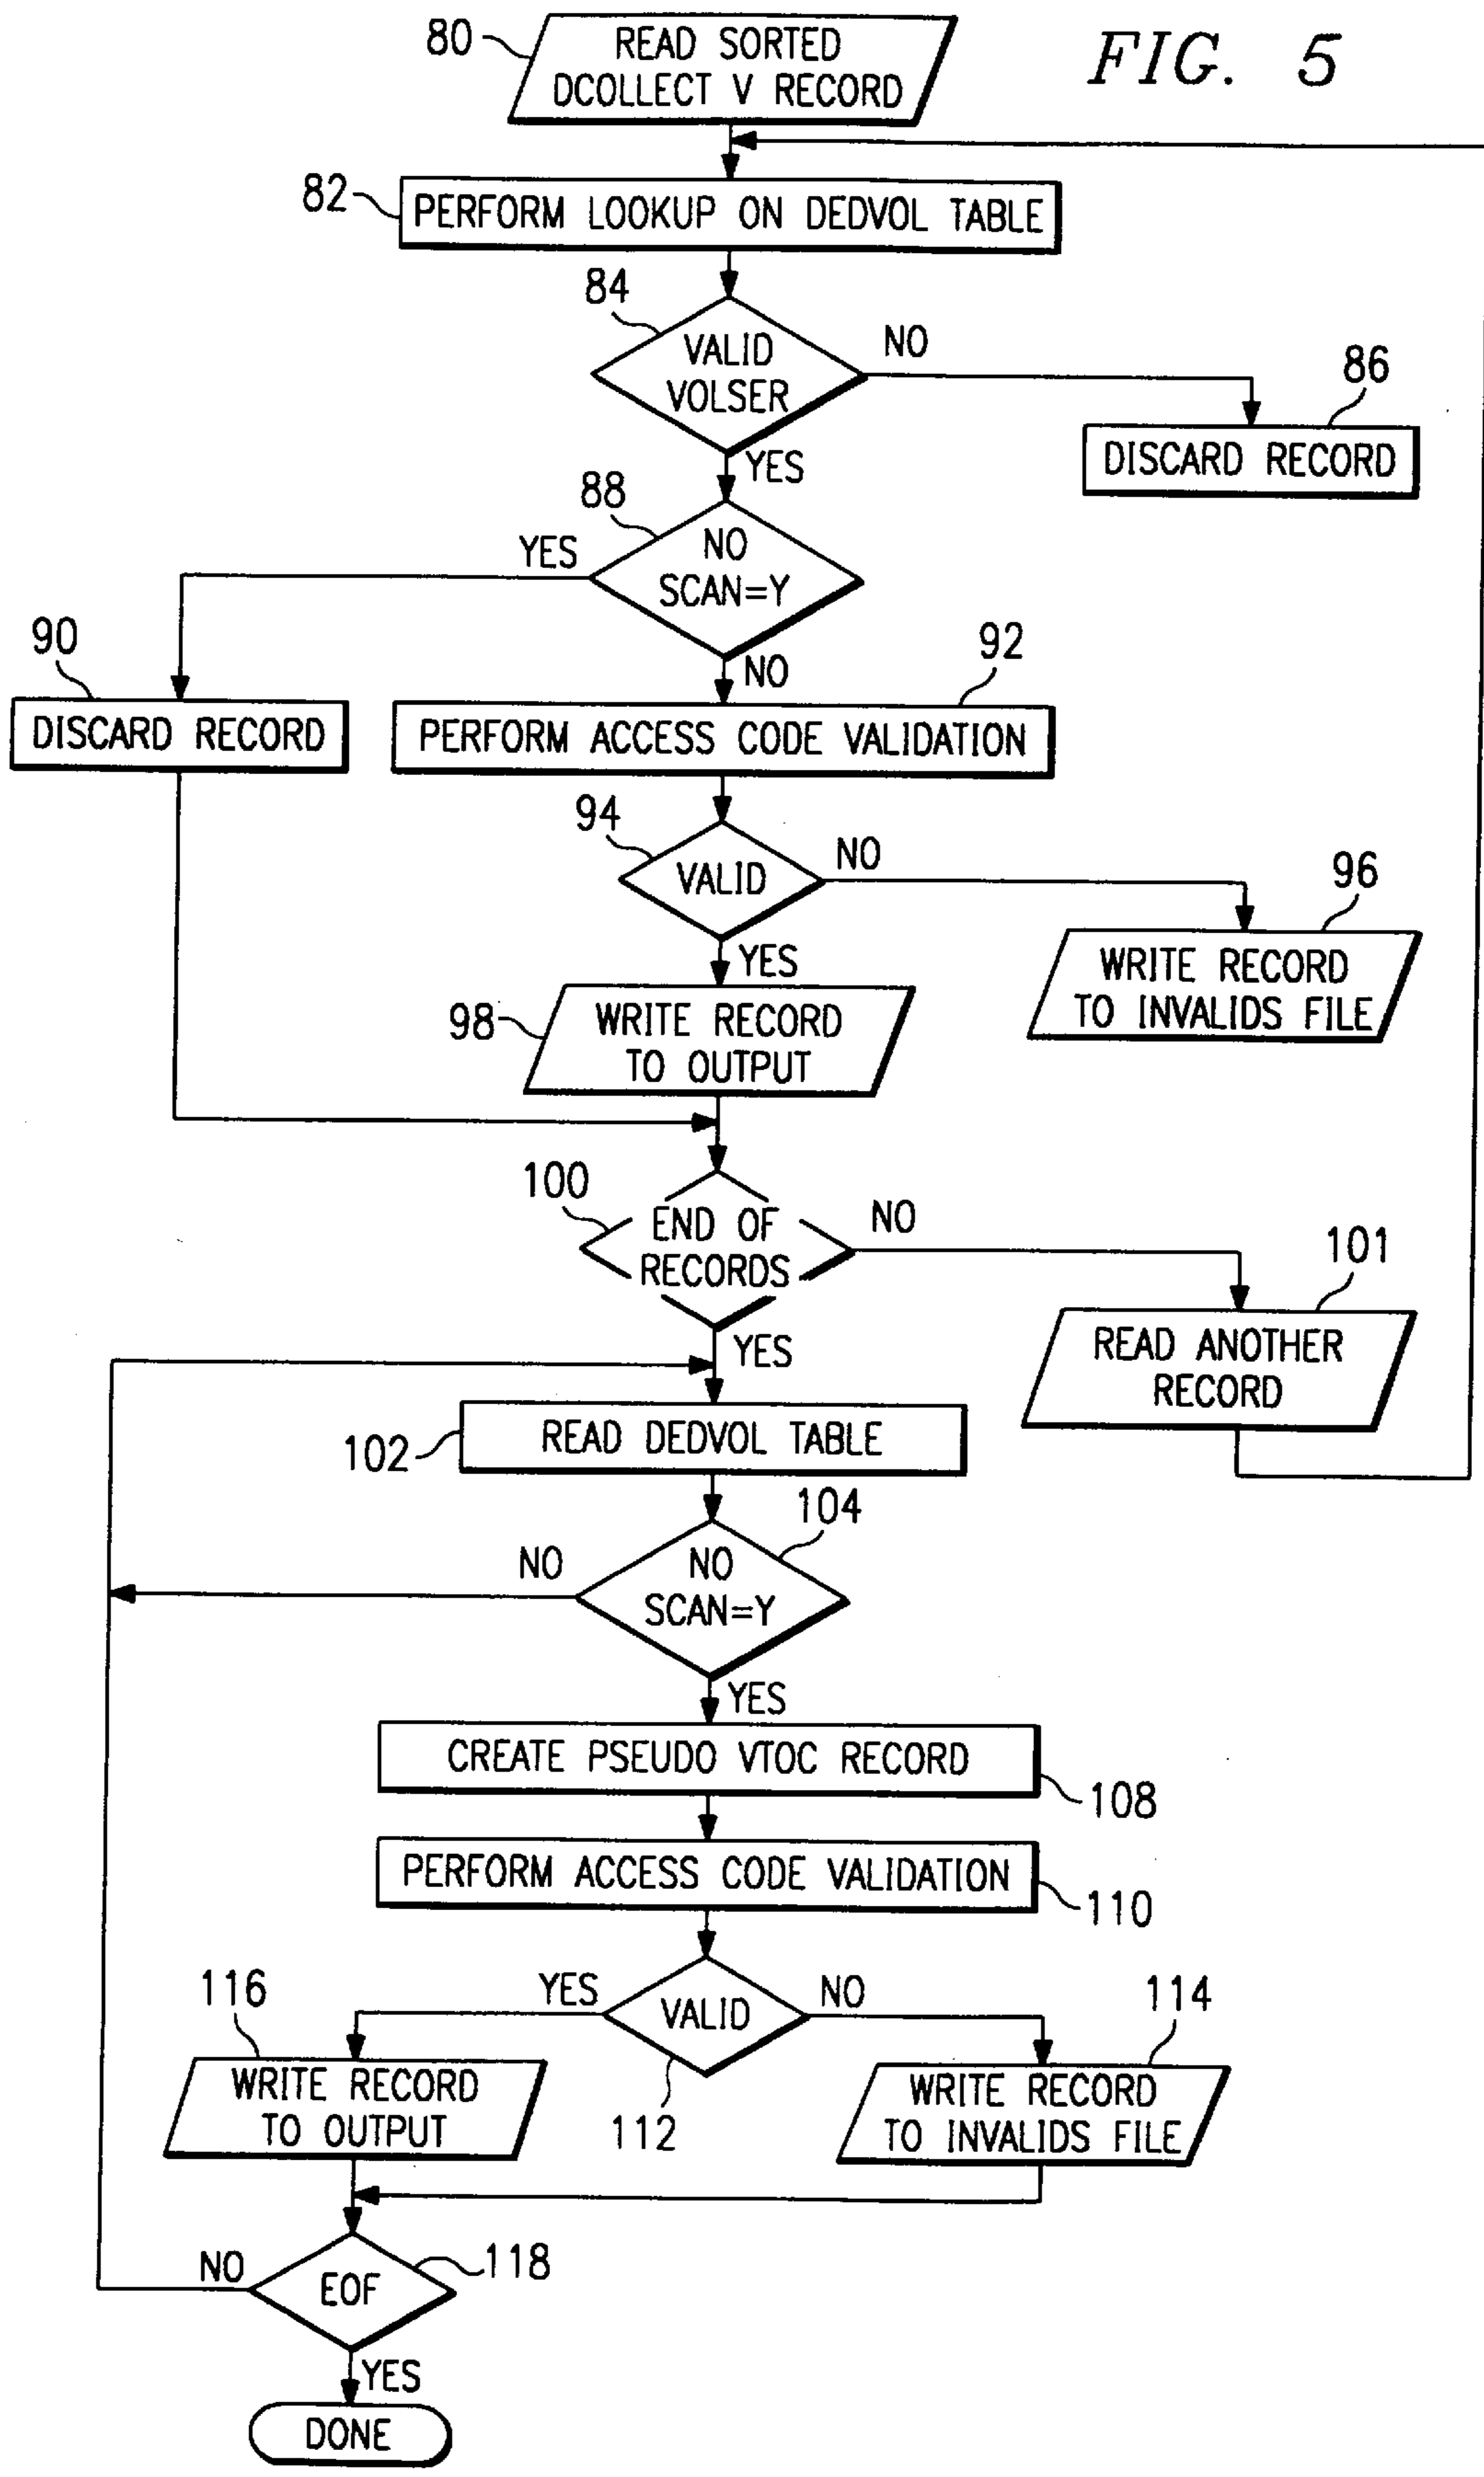 80
READ SORTED
DCOLLECT V RECORD
FIG. 5
82
PERFORM LOOKUP ON DEDVOL TABLE
84
VALID
VOLSER
NO
86
DISCARD RECORD
YES
88
NO
SCAN=Y
YES
90
DISCARD RECORD
NO
92
PERFORM ACCESS CODE VALIDATION
94
VALID
NO
96
WRITE RECORD
TO INVALIDS FILE
YES
98
WRITE RECORD
TO OUTPUT
100
END OF
RECORDS
NO
101
READ ANOTHER
RECORD
YES
102
READ DEDVOL TABLE
104
NO
NO
SCAN=Y
YES
CREATE PSEUDO VTOC RECORD
108
PERFORM ACCESS CODE VALIDATION
110
116
YES
VALID
NO
114
WRITE RECORD
TO OUTPUT
112
WRITE RECORD
TO INVALIDS FILE
NO
EOF
118
YES
DONE